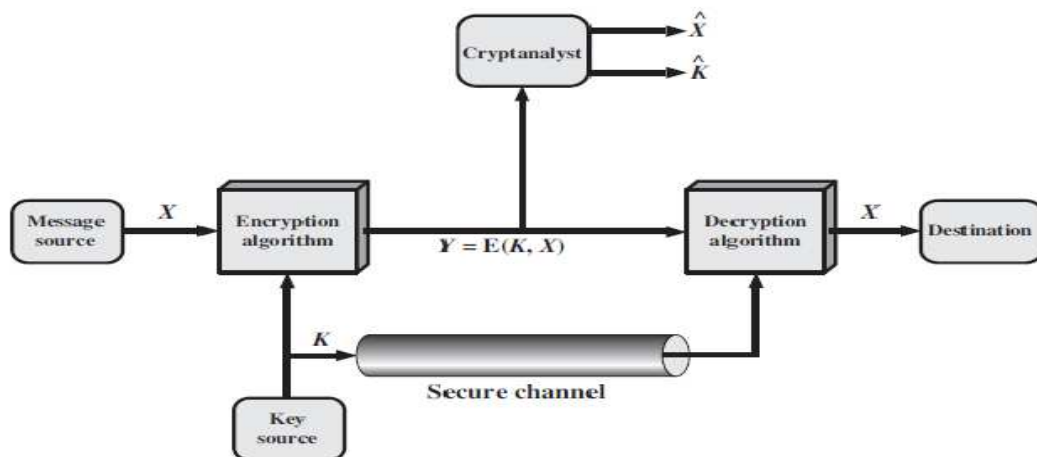 X̂
Cryptanalyst
K̂
Message
source
X
Encryption
algorithm
Y = E(K, X)
Decryption
algorithm
X
Destination
K
Secure channel
Key
source